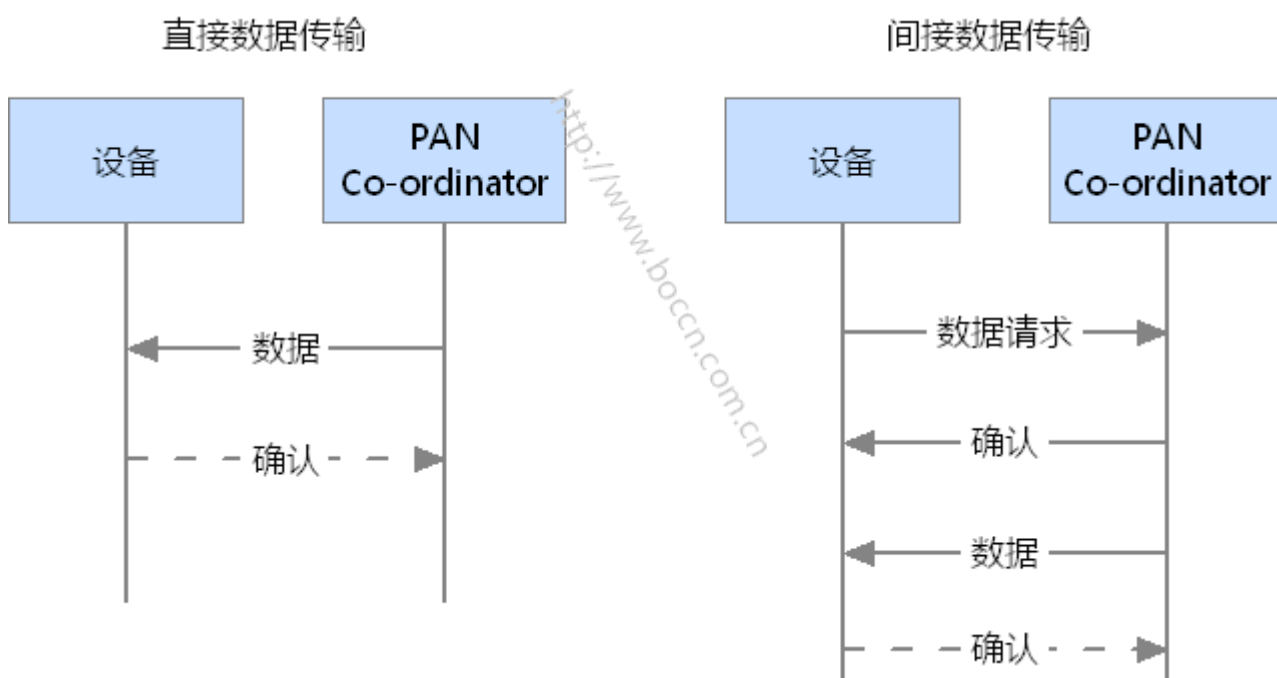 直接数据传输
设备
PAN
Co-ordinator
数据
确认
间接数据传输
设备
PAN
Co-ordinator
数据请求
确认
数据
确认
http://www.boccn.com.cn